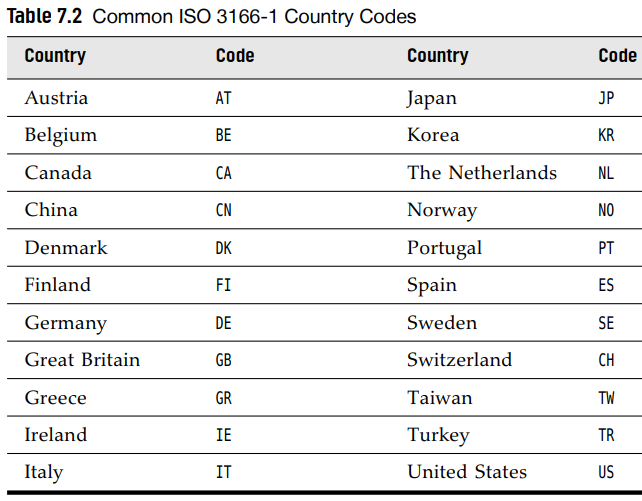 Table 7.2 Common ISO 3166-1 Country Codes
Country Code Country Code
Austria AT Japan JP
Belgium BE Korea KR
Canada CA The Netherlands NL
China CN Norway NO
Denmark DK Portugal PT
Finland FI Spain ES
Germany DE Sweden SE
Great Britain GB Switzerland CH
Greece GR Taiwan TW
Ireland IE Turkey TR
Italy IT United States US